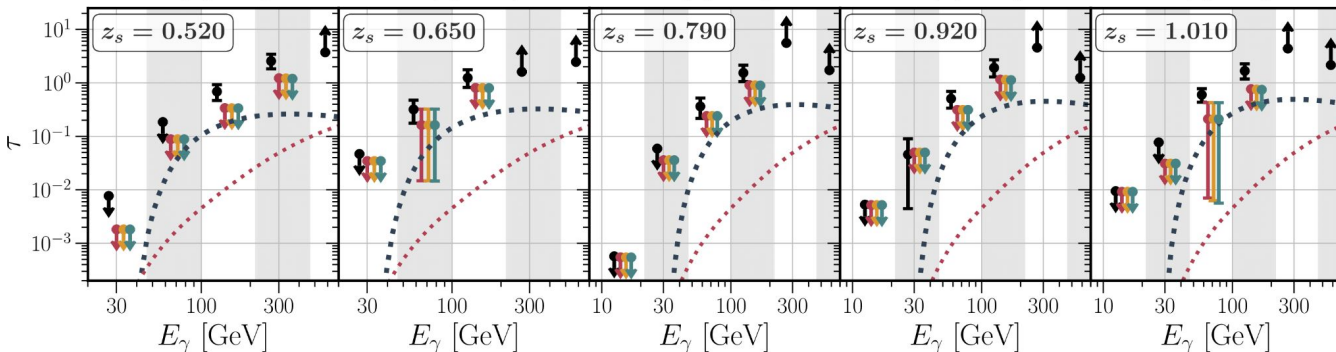 z_s = 0.520 z_s = 0.650 z_s = 0.790 z_s = 0.920 z_s = 1.010
10^1
10^0
10^{-1}
10^{-2}
10^{-3}
τ
30 100 300 30 100 300 10 30 100 300 10 30 100 300 10 30 100 300
E_γ [GeV] E_γ [GeV] E_γ [GeV] E_γ [GeV] E_γ [GeV]